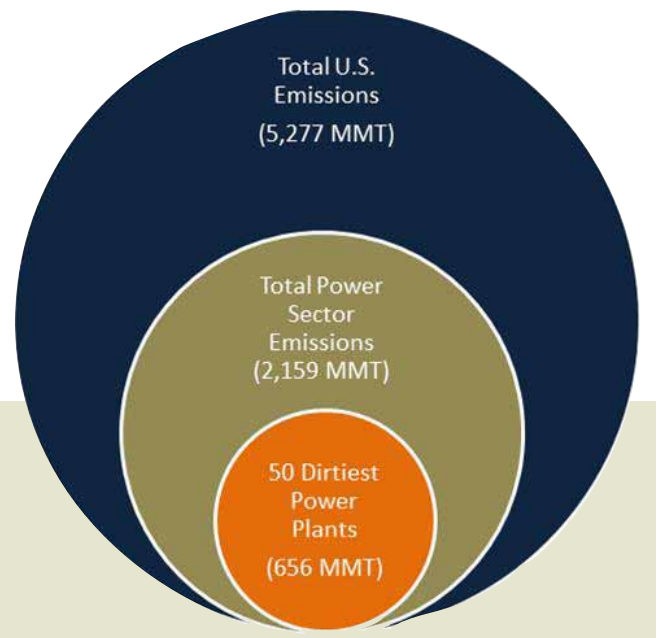 Total U.S.
Emissions
(5,277 MMT)
Total Power
Sector
Emissions
(2,159 MMT)
50 Dirtiest
Power
Plants
(656 MMT)